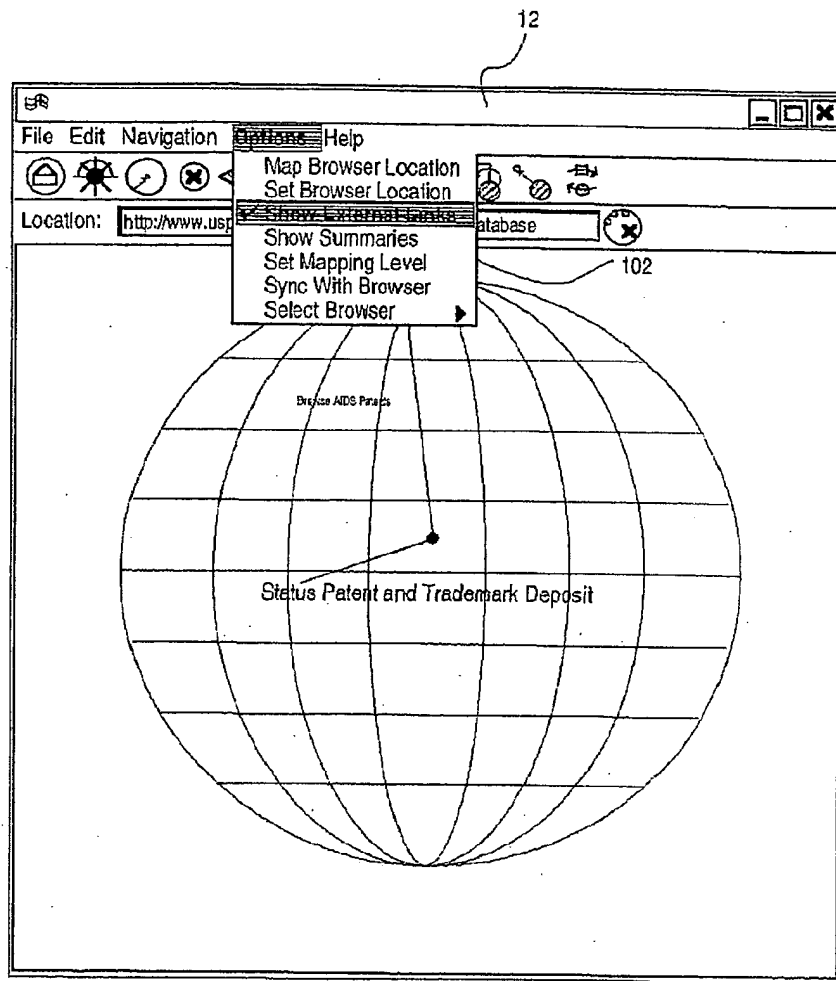 12
File Edit Navigation Options Help
Map Browser Location
Set Browser Location
Location: http://www.usp atabase
Show External Links
Show Summaries
102
Set Mapping Level
Sync With Browser
Select Browser
Browse AIDS Patents
Status Patent and Trademark Deposit